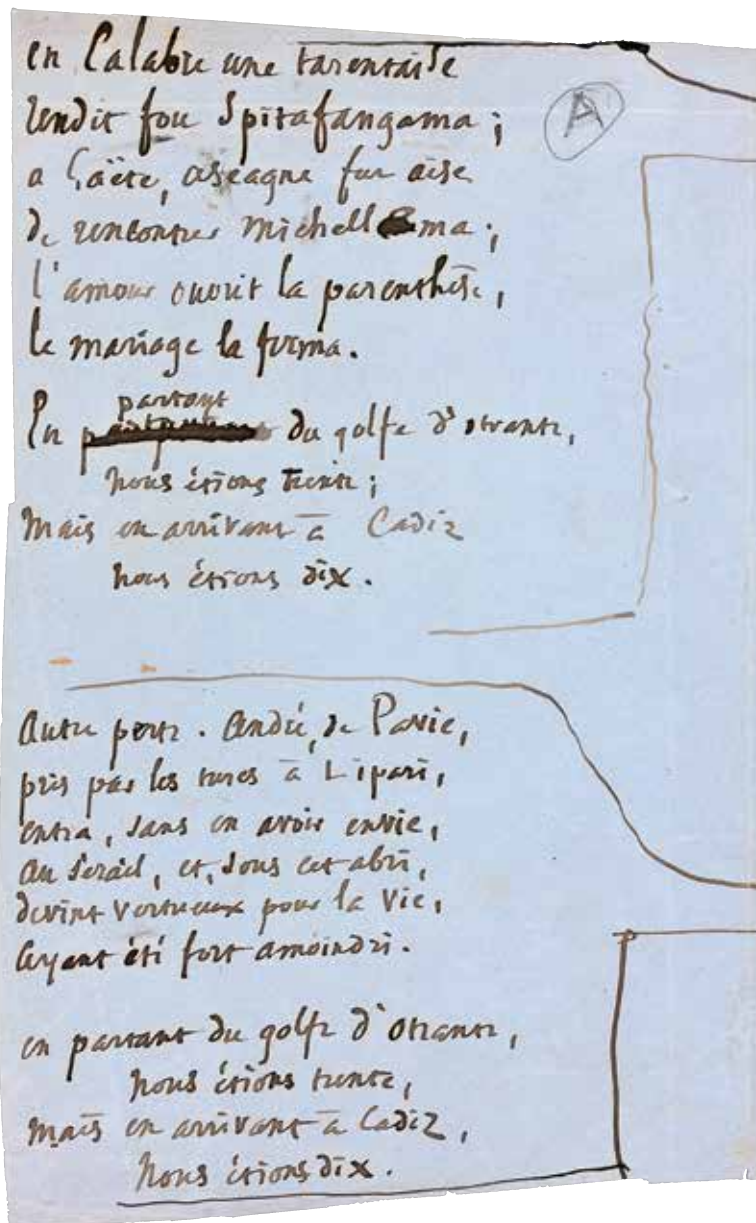 en Calabre une tarentaise
rendit fou Spitafangama ;
a Gaëte, ascagne fut aise
de rencontrer michellema ;
l'amour ouvrit la parenthèse,
le mariage la ferma.
A
partant
En du golfe d'otrante,
nous étions trente ;
mais en arrivant à Cadiz
nous étions dix.
autre perte. André, de Pavie,
pris par les turcs à Lipari,
entra, sans en avoir envie,
au sérail, et, sous cet abri,
devint vertueux pour la vie,
ayant été fort amoindri.
en partant du golfe d'otrante,
nous étions trente,
mais en arrivant à Cadiz,
nous étions dix.